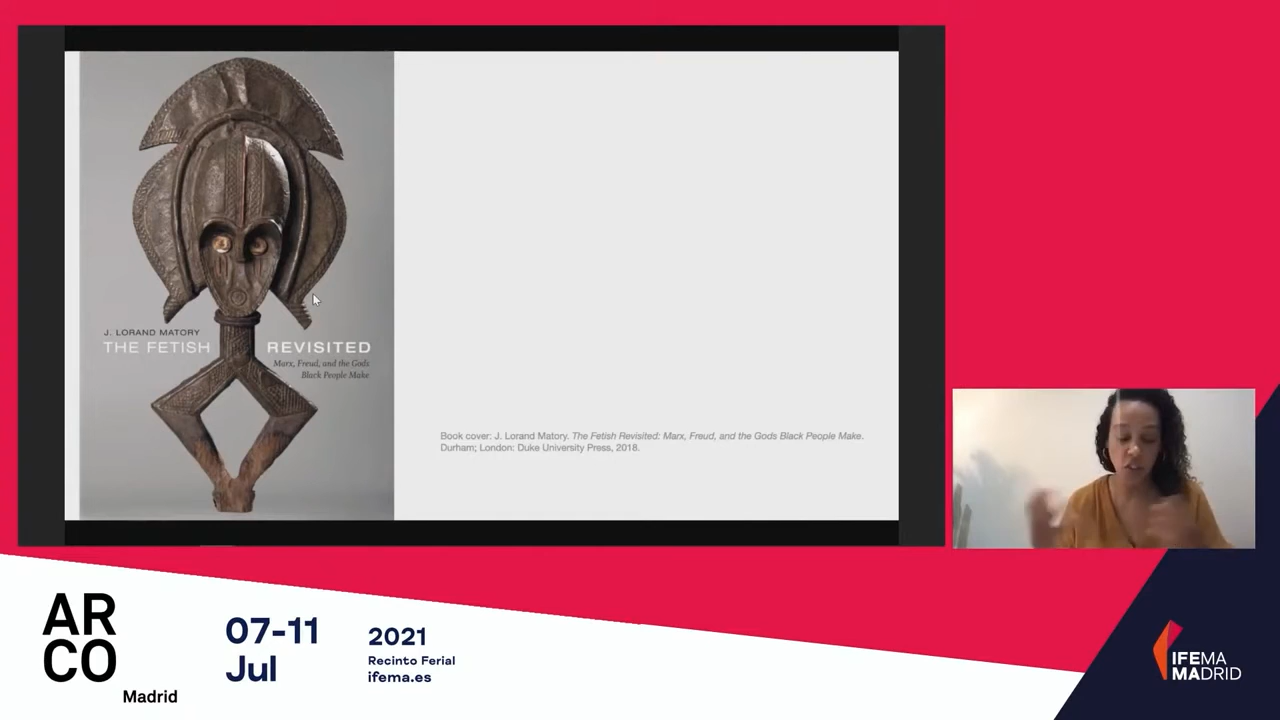 J. LORAND MATORY
THE FETISH REVISITED
Marx, Freud, and the Gods
Black People Make
Book cover: J. Lorand Matory. The Fetish Revisited: Marx, Freud, and the Gods Black People Make.
Durham; London: Duke University Press, 2018.
AR
CO
Madrid
07-11
Jul
2021
Recinto Ferial
ifema.es
IFEMA
MADRID